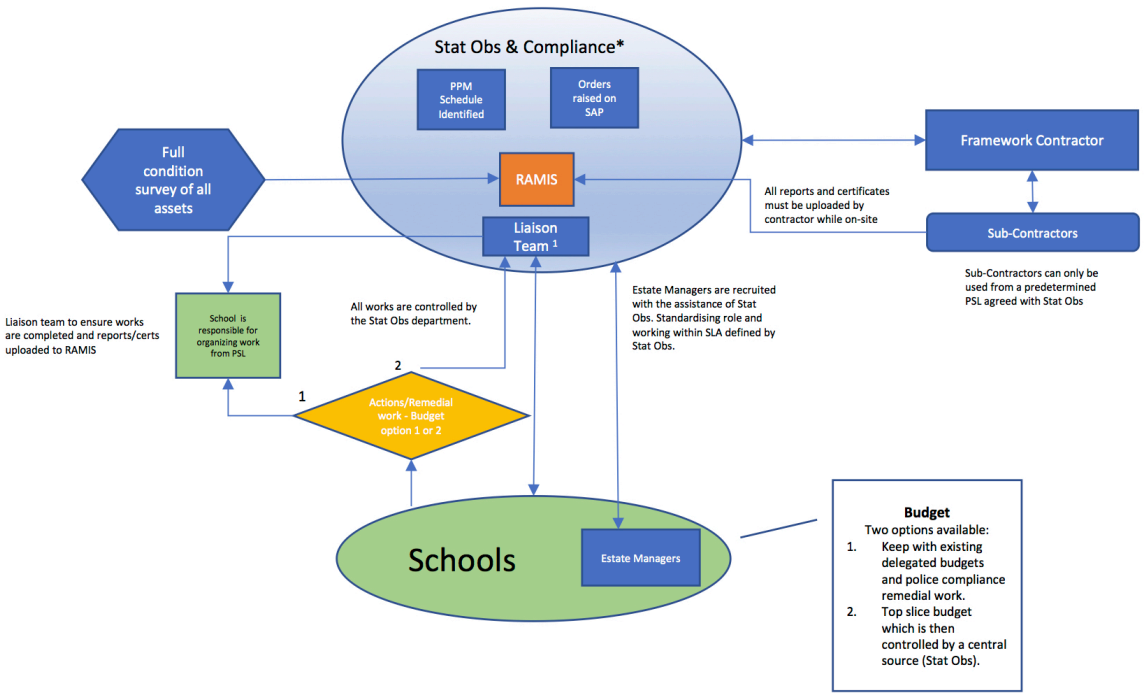 Stat Obs & Compliance*
PPM
Schedule
Identified
Orders
raised on
SAP
Full
condition
survey of all
assets
RAMIS
Framework Contractor
All reports and certificates
must be uploaded by
contractor while on-site
Liaison
Team 1
Sub-Contractors
Sub-Contractors can only be
used from a predetermined
PSL agreed with Stat Obs
Estate Managers are recruited
with the assistance of Stat
Obs. Standardising role and
working within SLA defined by
Stat Obs.
All works are controlled by
the Stat Obs department.
Liaison team to ensure works
are completed and reports/certs
uploaded to RAMIS
School is
responsible for
organizing work
from PSL
2
1
Actions/Remedial
work - Budget
option 1 or 2
Schools
Estate Managers
Budget
Two options available:
1. Keep with existing
delegated budgets
and police compliance
remedial work.
2. Top slice budget
which is then
controlled by a central
source (Stat Obs).